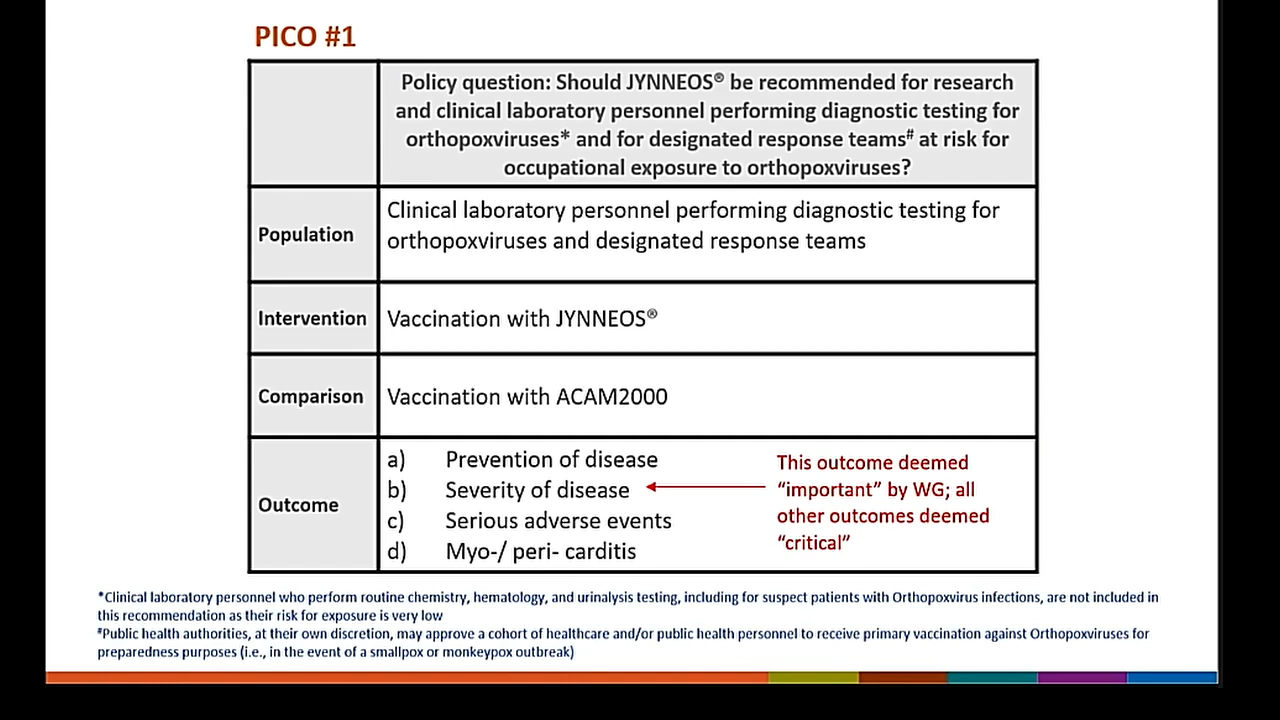 PICO #1
Policy question: Should JYNNEOS® be recommended for research
and clinical laboratory personnel performing diagnostic testing for
orthopoxviruses* and for designated response teams# at risk for
occupational exposure to orthopoxviruses?
Population
Clinical laboratory personnel performing diagnostic testing for
orthopoxviruses and designated response teams
Intervention
Vaccination with JYNNEOS®
Comparison
Vaccination with ACAM2000
Outcome
a) Prevention of disease
b) Severity of disease
c) Serious adverse events
d) Myo-/ peri- carditis
This outcome deemed
“important” by WG; all
other outcomes deemed
“critical”
*Clinical laboratory personnel who perform routine chemistry, hematology, and urinalysis testing, including for suspect patients with Orthopoxvirus infections, are not included in
this recommendation as their risk for exposure is very low
#Public health authorities, at their own discretion, may approve a cohort of healthcare and/or public health personnel to receive primary vaccination against Orthopoxviruses for
preparedness purposes (i.e., in the event of a smallpox or monkeypox outbreak)